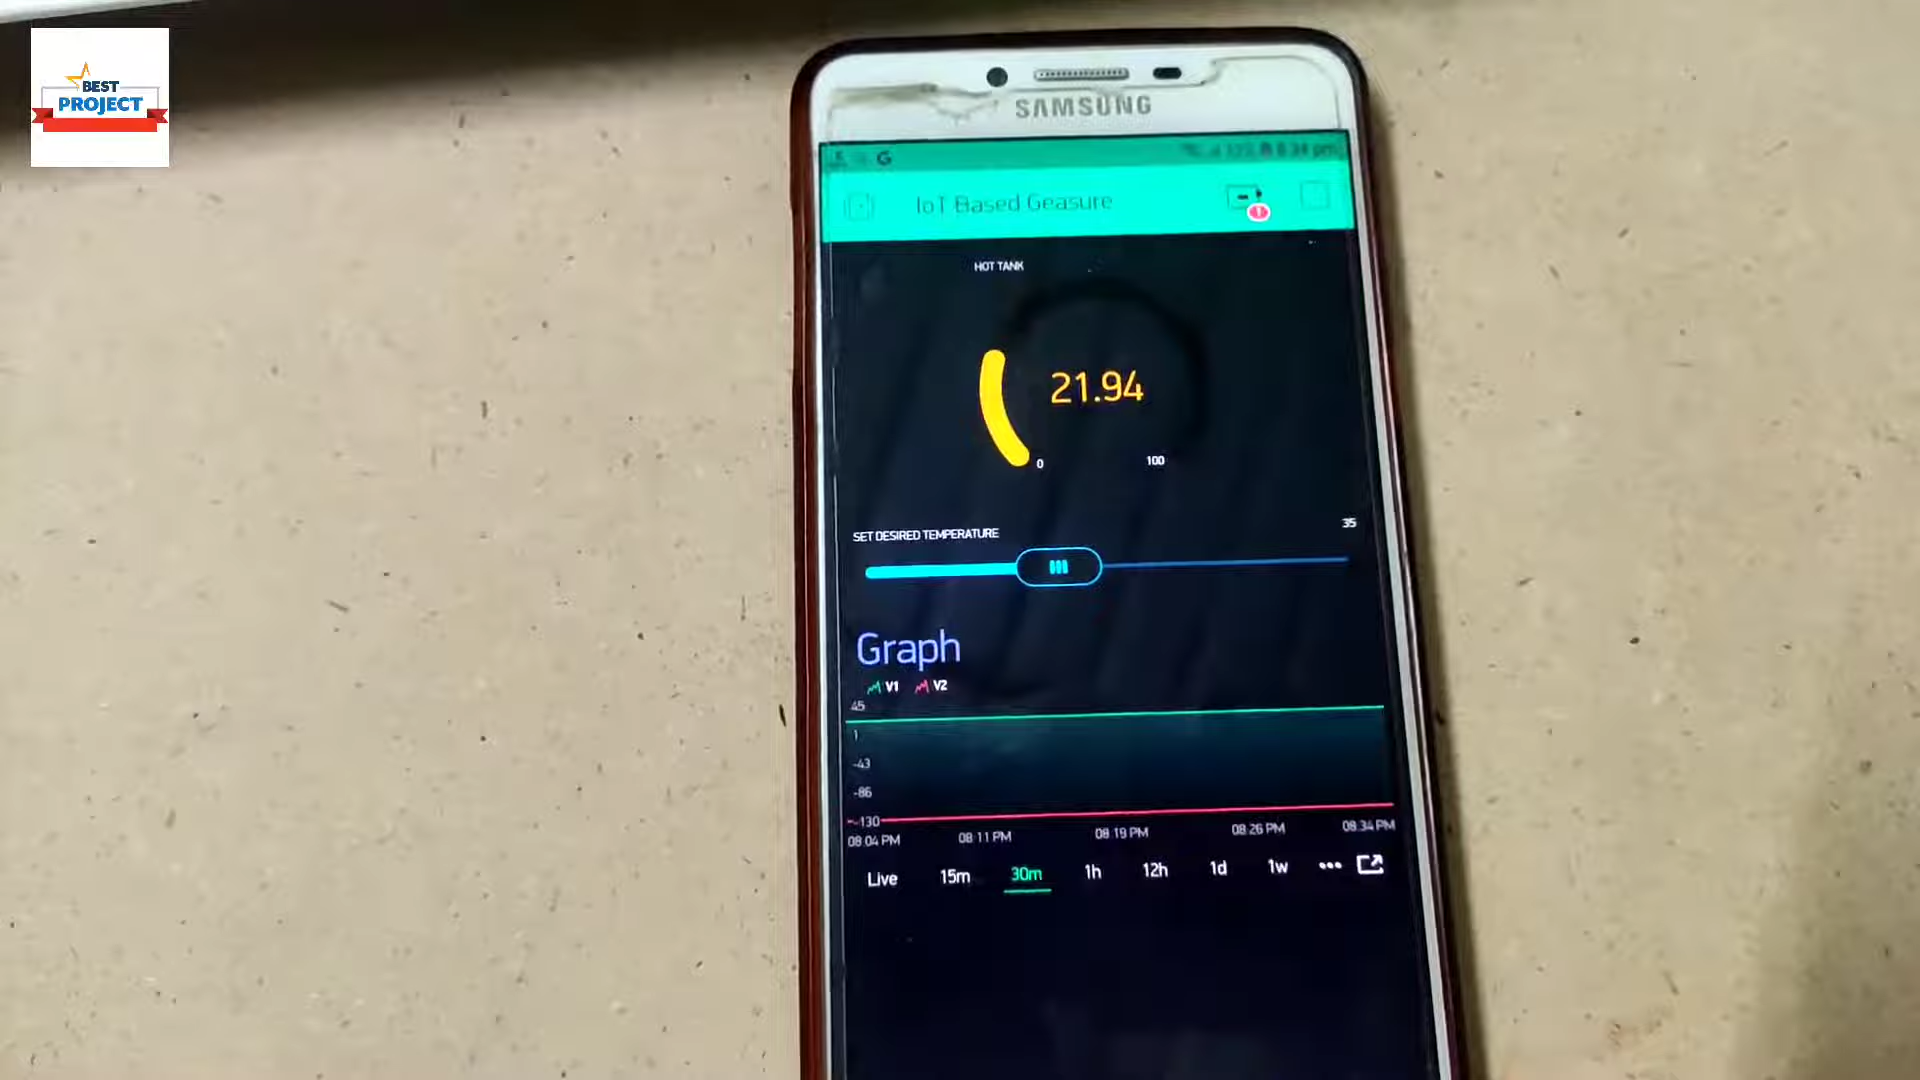 BEST
PROJECT
SAMSUNG
G
IoT Based Geasure
HOT TANK
21.94
0
100
SET DESIRED TEMPERATURE
35
Graph
V1 V2
45
1
-43
-86
-130
08:04 PM 08:11 PM 08:19 PM 08:26 PM 08:34 PM
Live 15m 30m 1h 12h 1d 1w